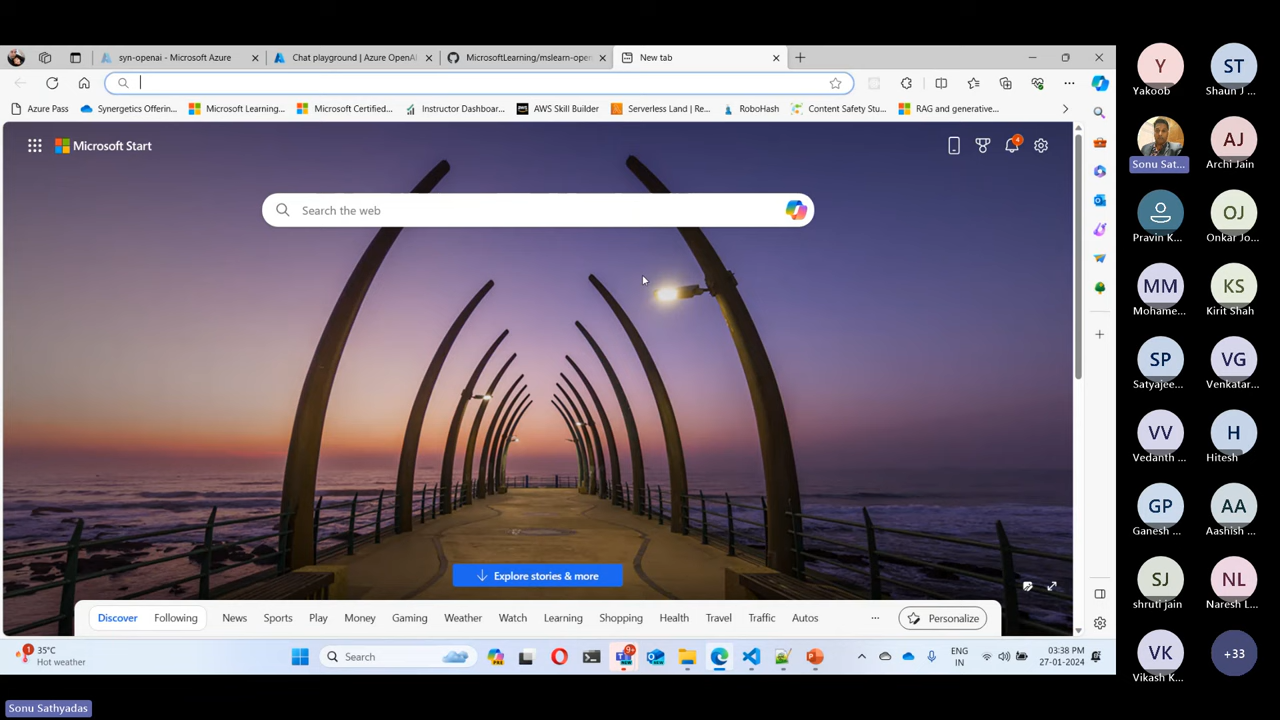 syn-openai - Microsoft Azure
Chat playground | Azure OpenAI
MicrosoftLearning/mslearn-open
New tab
Azure Pass
Synergetics Offerin...
Microsoft Learning...
Microsoft Certified...
Instructor Dashboar...
AWS Skill Builder
Serverless Land | Re...
RoboHash
Content Safety Stu...
RAG and generative...
Microsoft Start
4
Search the web
Explore stories & more
Discover
Following
News
Sports
Play
Money
Gaming
Weather
Watch
Learning
Shopping
Health
Travel
Traffic
Autos
...
Personalize
1
35°C
Hot weather
Search
PRE
9+
NEW
ENG
IN
03:38 PM
27-01-2024
Y
Yakoob
ST
Shaun J ...
Sonu Sat...
AJ
Archi Jain
Pravin K...
OJ
Onkar Jo...
MM
Mohame...
KS
Kirit Shah
SP
Satyajee...
VG
Venkatar...
VV
Vedanth ...
H
Hitesh
GP
Ganesh ...
AA
Aashish ...
SJ
shruti jain
NL
Naresh L...
VK
Vikash K...
+33
Sonu Sathyadas